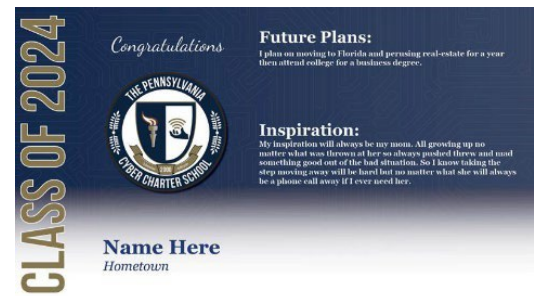 CLASS OF 2024
Congratulations
THE PENNSYLVANIA
CYBER CHARTER SCHOOL
Future Plans:
I plan on moving to Florida and perusing real-estate for a year
then attend college for a business degree.
Inspiration:
My inspiration will always be my mom. All growing up no
matter what was thrown at her so always pushed threw and mad
something good out of the bad situation. So I know taking the
step moving away will be hard but no matter what she will always
be a phone call away if I ever need her.
Name Here
Hometown